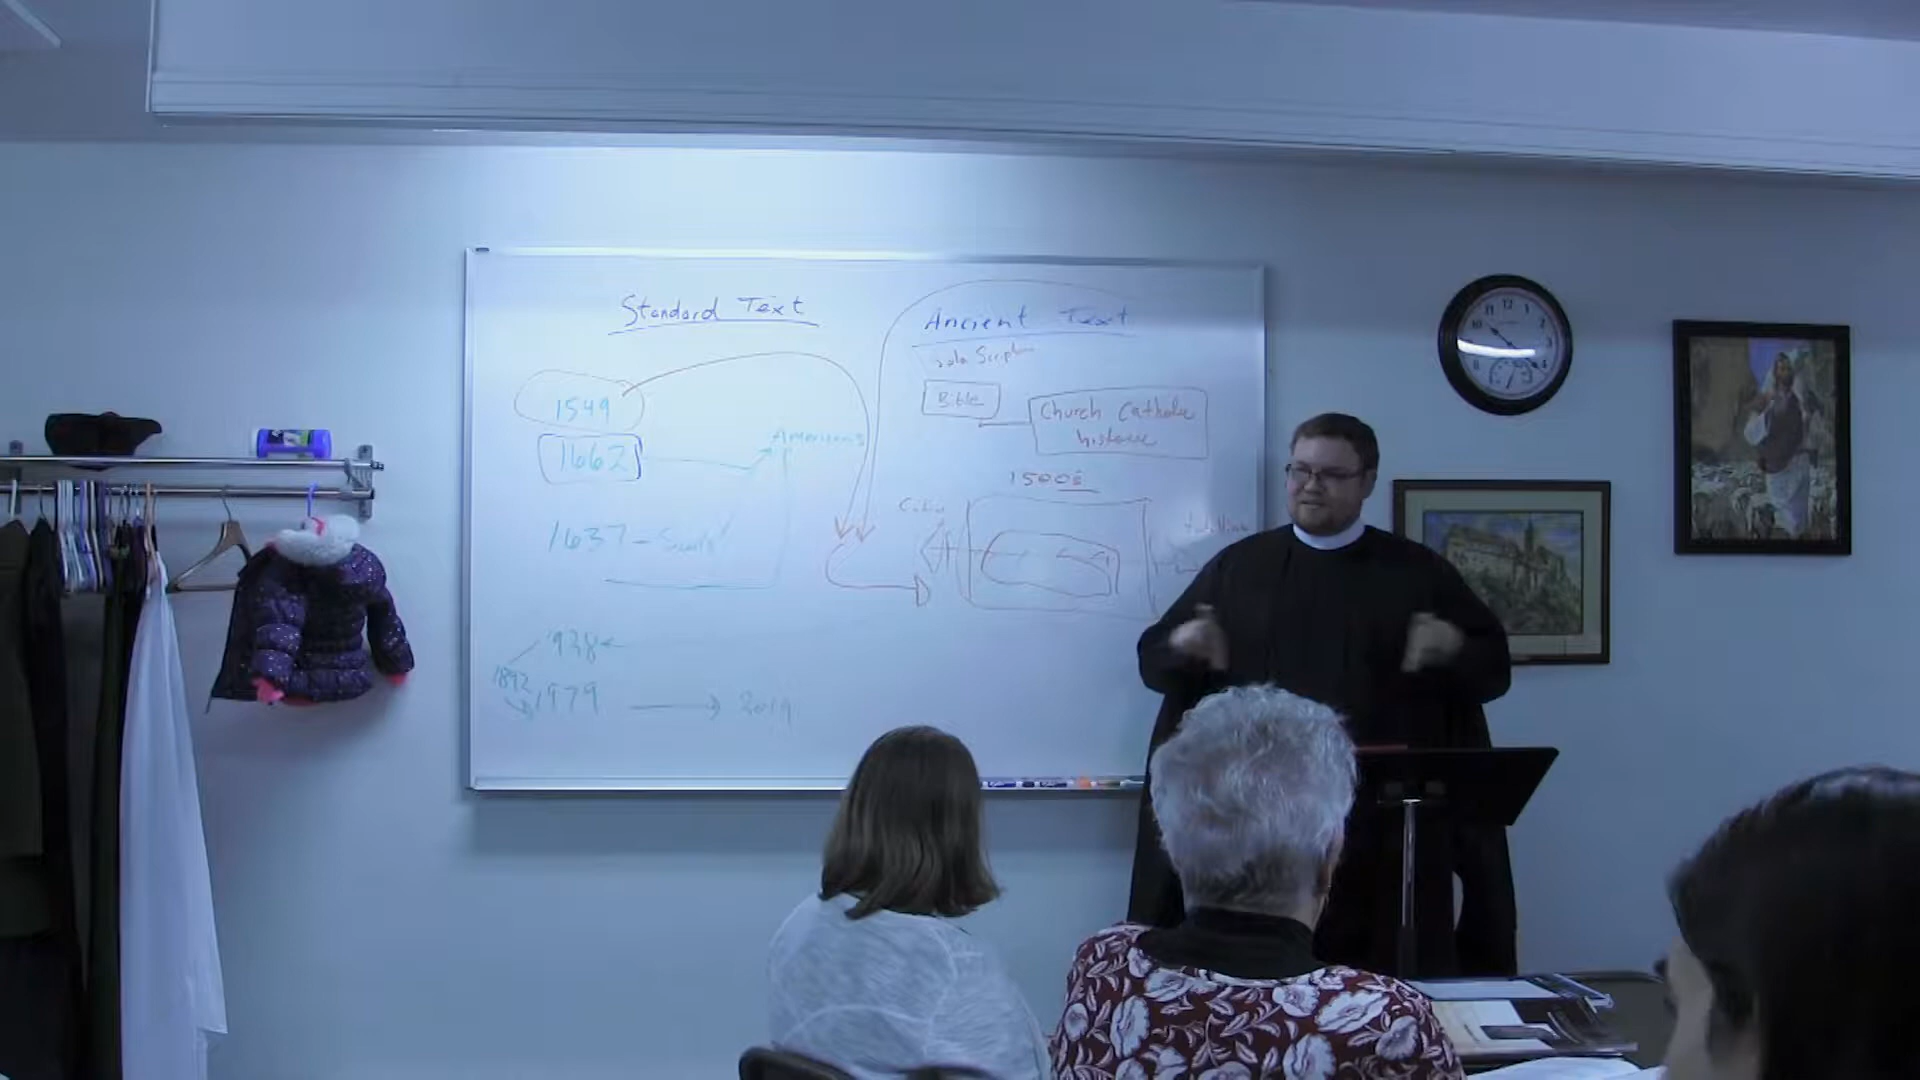 Standard Text
1549
1662
Americans
1637 - Scots
1928
1892
1979
2019
Ancient Text
Sola Scriptura
Bible
Church Catholic
historic
1500s